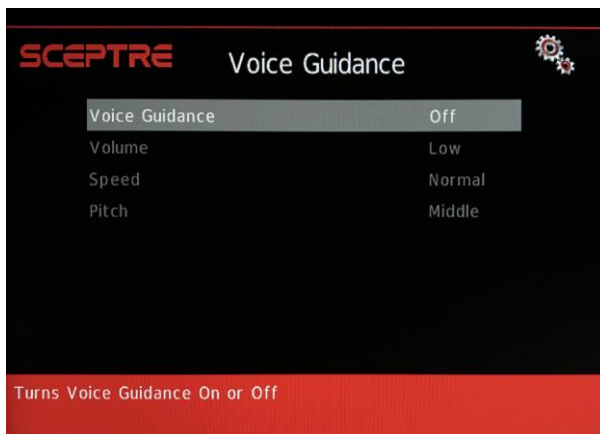 SCEPTRE
Voice Guidance
Voice Guidance Off
Volume Low
Speed Normal
Pitch Middle
Turns Voice Guidance On or Off